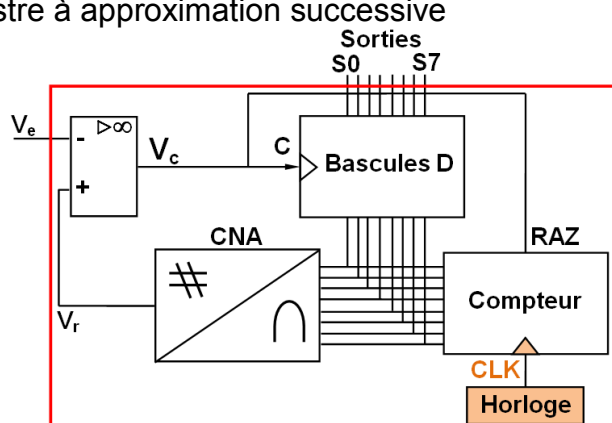 stre à approximation successive
Sorties
S0 S7
Ve
- ▷∞
Vc
C
Bascules D
+
CNA
RAZ
Compteur
Vr
CLK
Horloge